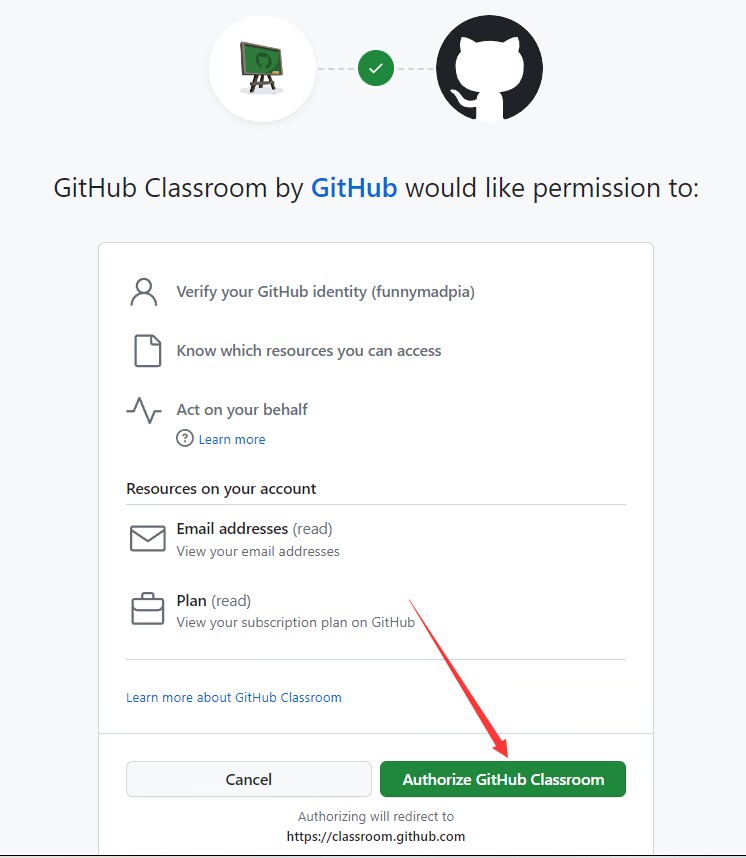 GitHub Classroom by GitHub would like permission to:
Verify your GitHub identity (funnymadpia)
Know which resources you can access
Act on your behalf
Learn more
Resources on your account
Email addresses (read)
View your email addresses
Plan (read)
View your subscription plan on GitHub
Learn more about GitHub Classroom
Cancel
Authorize GitHub Classroom
Authorizing will redirect to
https://classroom.github.com